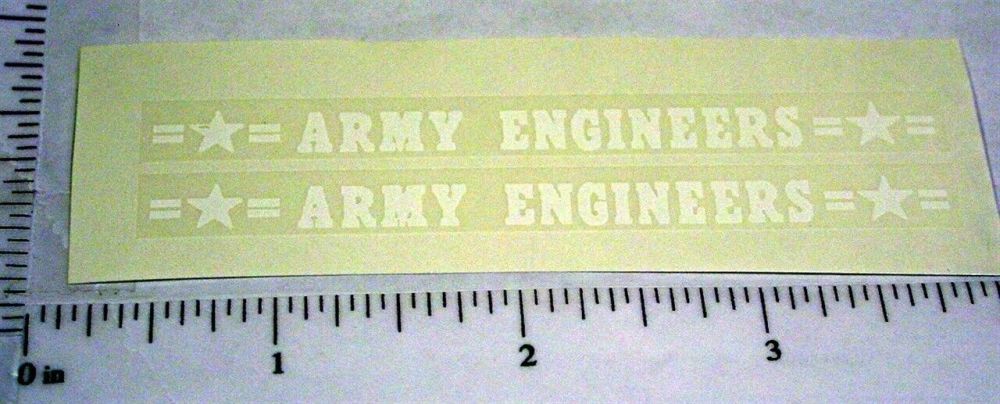 =★= ARMY ENGINEERS =★=
=★= ARMY ENGINEERS =★=
0 in 1 2 3